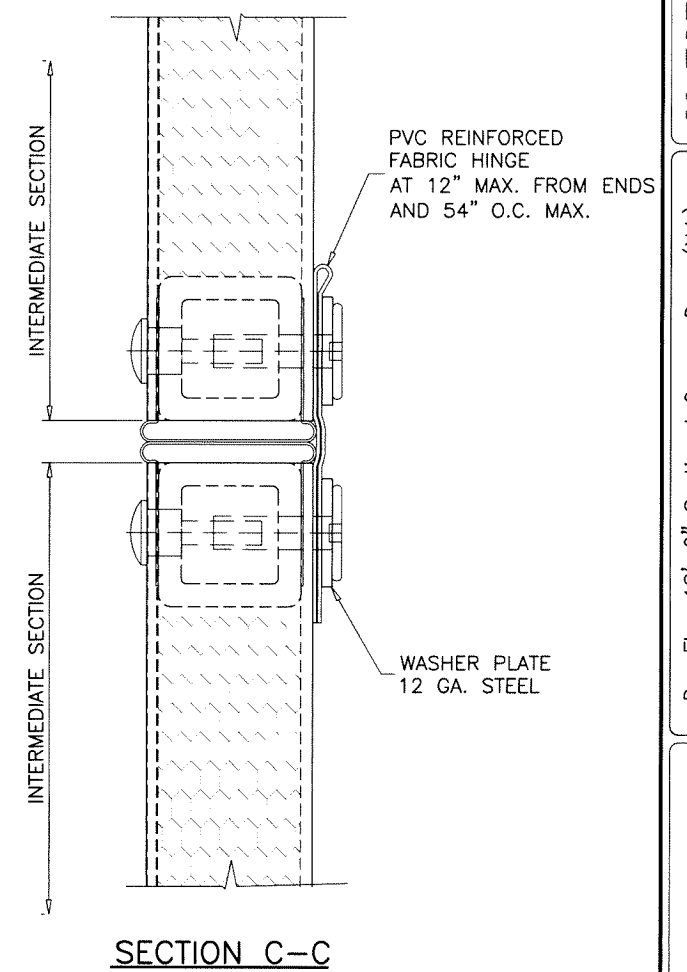 PVC REINFORCED
FABRIC HINGE
AT 12" MAX. FROM ENDS
AND 54" O.C. MAX.
INTERMEDIATE SECTION
INTERMEDIATE SECTION
WASHER PLATE
12 GA. STEEL
SECTION C-C